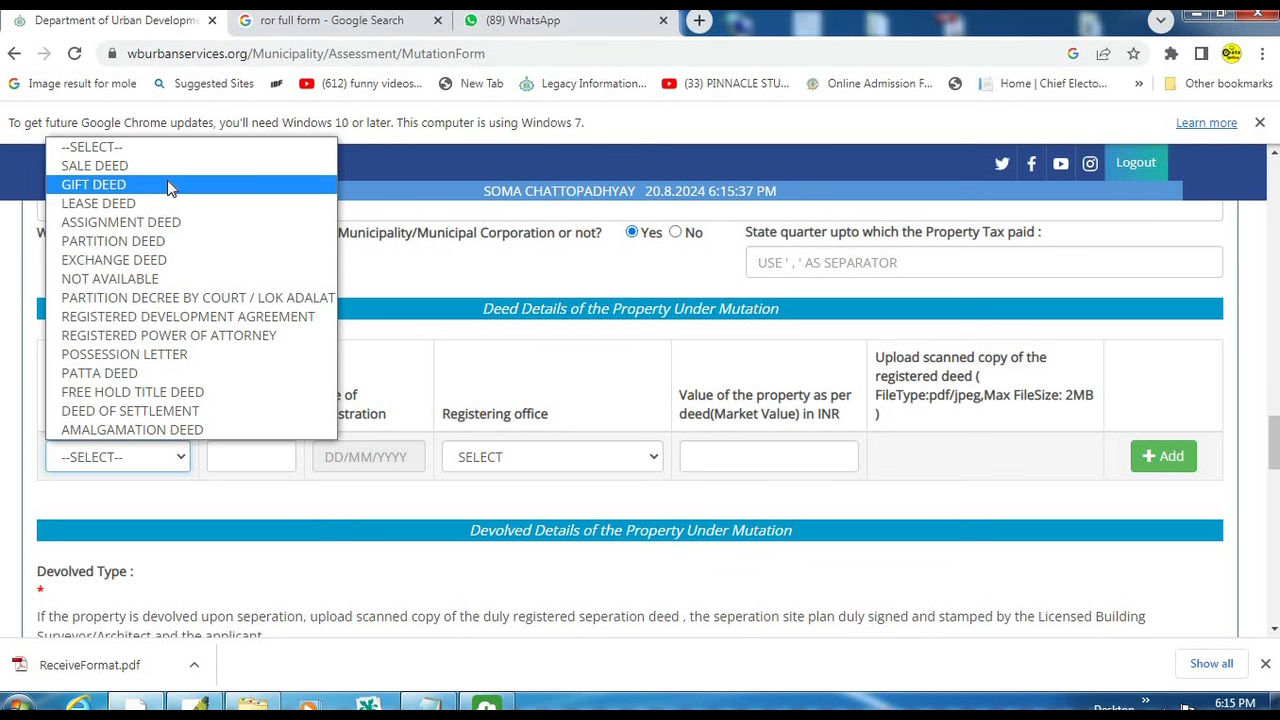 Department of Urban Developme
ror full form - Google Search
(89) WhatsApp
wburbanservices.org/Municipality/Assessment/MutationForm
Image result for mole
Suggested Sites
(612) funny videos...
New Tab
Legacy Information...
(33) PINNACLE STU...
Online Admission F...
Home | Chief Electo...
»
Other bookmarks
To get future Google Chrome updates, you'll need Windows 10 or later. This computer is using Windows 7.
Learn more
Logout
SOMA CHATTOPADHYAY 20.8.2024 6:15:37 PM
--SELECT--
SALE DEED
GIFT DEED
LEASE DEED
ASSIGNMENT DEED
PARTITION DEED
EXCHANGE DEED
NOT AVAILABLE
PARTITION DECREE BY COURT / LOK ADALAT
REGISTERED DEVELOPMENT AGREEMENT
REGISTERED POWER OF ATTORNEY
POSSESSION LETTER
PATTA DEED
FREE HOLD TITLE DEED
DEED OF SETTLEMENT
AMALGAMATION DEED
W
Municipality/Municipal Corporation or not?
Yes
No
State quarter upto which the Property Tax paid :
USE ' , ' AS SEPARATOR
Deed Details of the Property Under Mutation
e of
stration
Registering office
Value of the property as per
deed(Market Value) in INR
Upload scanned copy of the
registered deed (
FileType:pdf/jpeg,Max FileSize: 2MB
)
--SELECT--
DD/MM/YYYY
SELECT
+ Add
Devolved Details of the Property Under Mutation
Devolved Type :
*
If the property is devolved upon seperation, upload scanned copy of the duly registered seperation deed , the seperation site plan duly signed and stamped by the Licensed Building
Surveyor/Architect and the applicant
ReceiveFormat.pdf
Show all
Desktop
»
6:15 PM